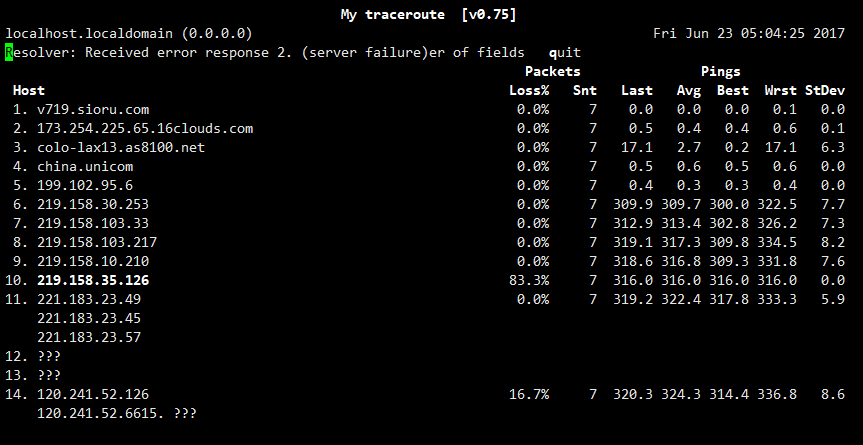 My traceroute  [v0.75]
localhost.localdomain (0.0.0.0)                                                  Fri Jun 23 05:04:25 2017
Resolver: Received error response 2. (server failure)er of fields   quit
                                                                 Packets               Pings
 Host                                                          Loss%   Snt   Last   Avg  Best  Wrst StDev
 1. v719.sioru.com                                              0.0%     7    0.0   0.0   0.0   0.1   0.0
 2. 173.254.225.65.16clouds.com                                 0.0%     7    0.5   0.4   0.4   0.6   0.1
 3. colo-lax13.as8100.net                                       0.0%     7   17.1   2.7   0.2  17.1   6.3
 4. china.unicom                                                0.0%     7    0.5   0.6   0.5   0.6   0.0
 5. 199.102.95.6                                                0.0%     7    0.4   0.3   0.3   0.4   0.0
 6. 219.158.30.253                                              0.0%     7  309.9 309.7 300.0 322.5   7.7
 7. 219.158.103.33                                              0.0%     7  312.9 313.4 302.8 326.2   7.3
 8. 219.158.103.217                                             0.0%     7  319.1 317.3 309.8 334.5   8.2
 9. 219.158.10.210                                              0.0%     7  318.6 316.8 309.3 331.8   7.6
10. 219.158.35.126                                             83.3%     7  316.0 316.0 316.0 316.0   0.0
11. 221.183.23.49                                               0.0%     7  319.2 322.4 317.8 333.3   5.9
    221.183.23.45
    221.183.23.57
12. ???
13. ???
14. 120.241.52.126                                             16.7%     7  320.3 324.3 314.4 336.8   8.6
    120.241.52.6615. ???